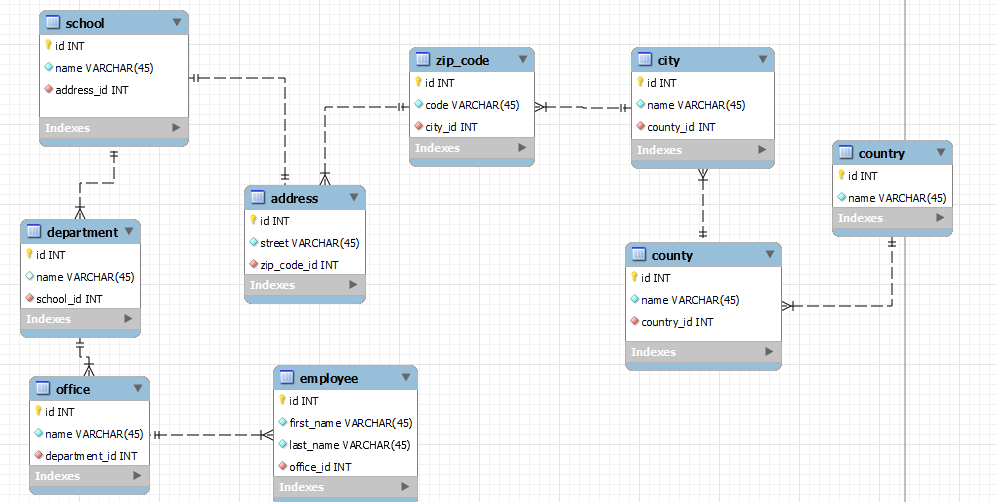 school
id INT
name VARCHAR(45)
address_id INT
Indexes
zip_code
id INT
code VARCHAR(45)
city_id INT
Indexes
city
id INT
name VARCHAR(45)
county_id INT
Indexes
country
id INT
name VARCHAR(45)
Indexes
address
id INT
street VARCHAR(45)
zip_code_id INT
Indexes
department
id INT
name VARCHAR(45)
school_id INT
Indexes
county
id INT
name VARCHAR(45)
country_id INT
Indexes
office
id INT
name VARCHAR(45)
department_id INT
Indexes
employee
id INT
first_name VARCHAR(45)
last_name VARCHAR(45)
office_id INT
Indexes